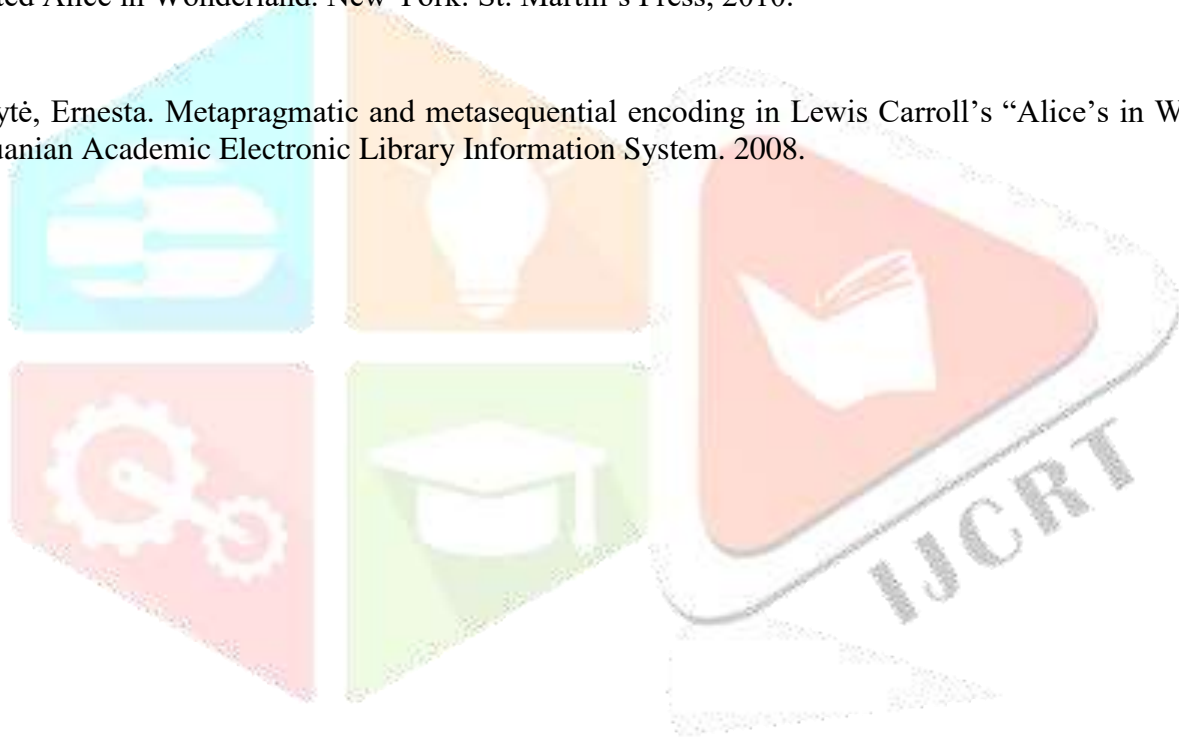 ted Alice in Wonderland. New York: St. Martin's Press, 2010.
ytė, Ernesta. Metapragmatic and metasequential encoding in Lewis Carroll's “Alice's in W
uanian Academic Electronic Library Information System. 2008.
IJCRT